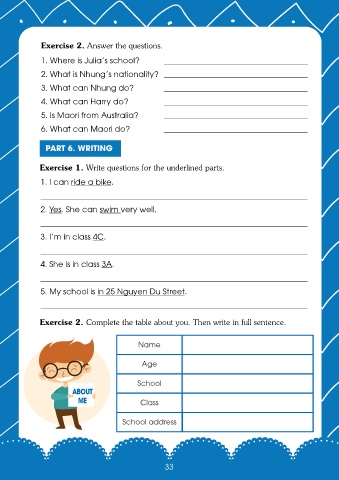 Exercise 2. Answer the questions.
1. Where is Julia's school?
2. What is Nhung's nationality?
3. What can Nhung do?
4. What can Harry do?
5. Is Maori from Australia?
6. What can Maori do?
PART 6. WRITING
Exercise 1. Write questions for the underlined parts.
1. I can ride a bike.
2. Yes. She can swim very well.
3. I'm in class 4C.
4. She is in class 3A.
5. My school is in 25 Nguyen Du Street.
Exercise 2. Complete the table about you. Then write in full sentence.
ABOUT
ME
Name
Age
School
Class
School address
33